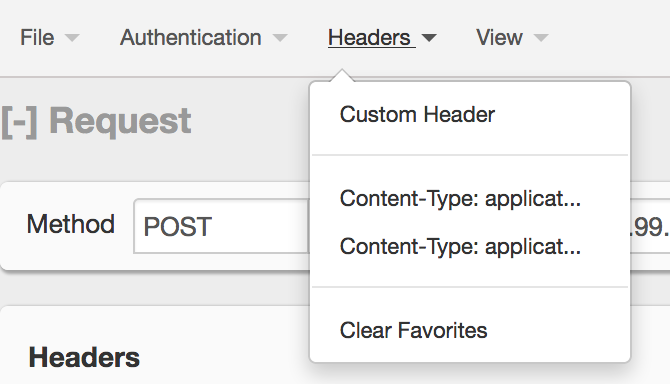 File Authentication Headers View
[-] Request
Custom Header
Content-Type: applicat...
Method POST .99.
Content-Type: applicat...
Clear Favorites
Headers